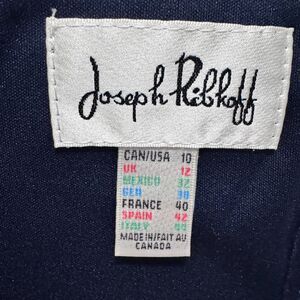 Joseph Ribkoff
CAN/USA 10
UK 12
MEXICO 32
GER 38
FRANCE 40
SPAIN 42
ITALY 44
MADE IN/FAIT AU
CANADA